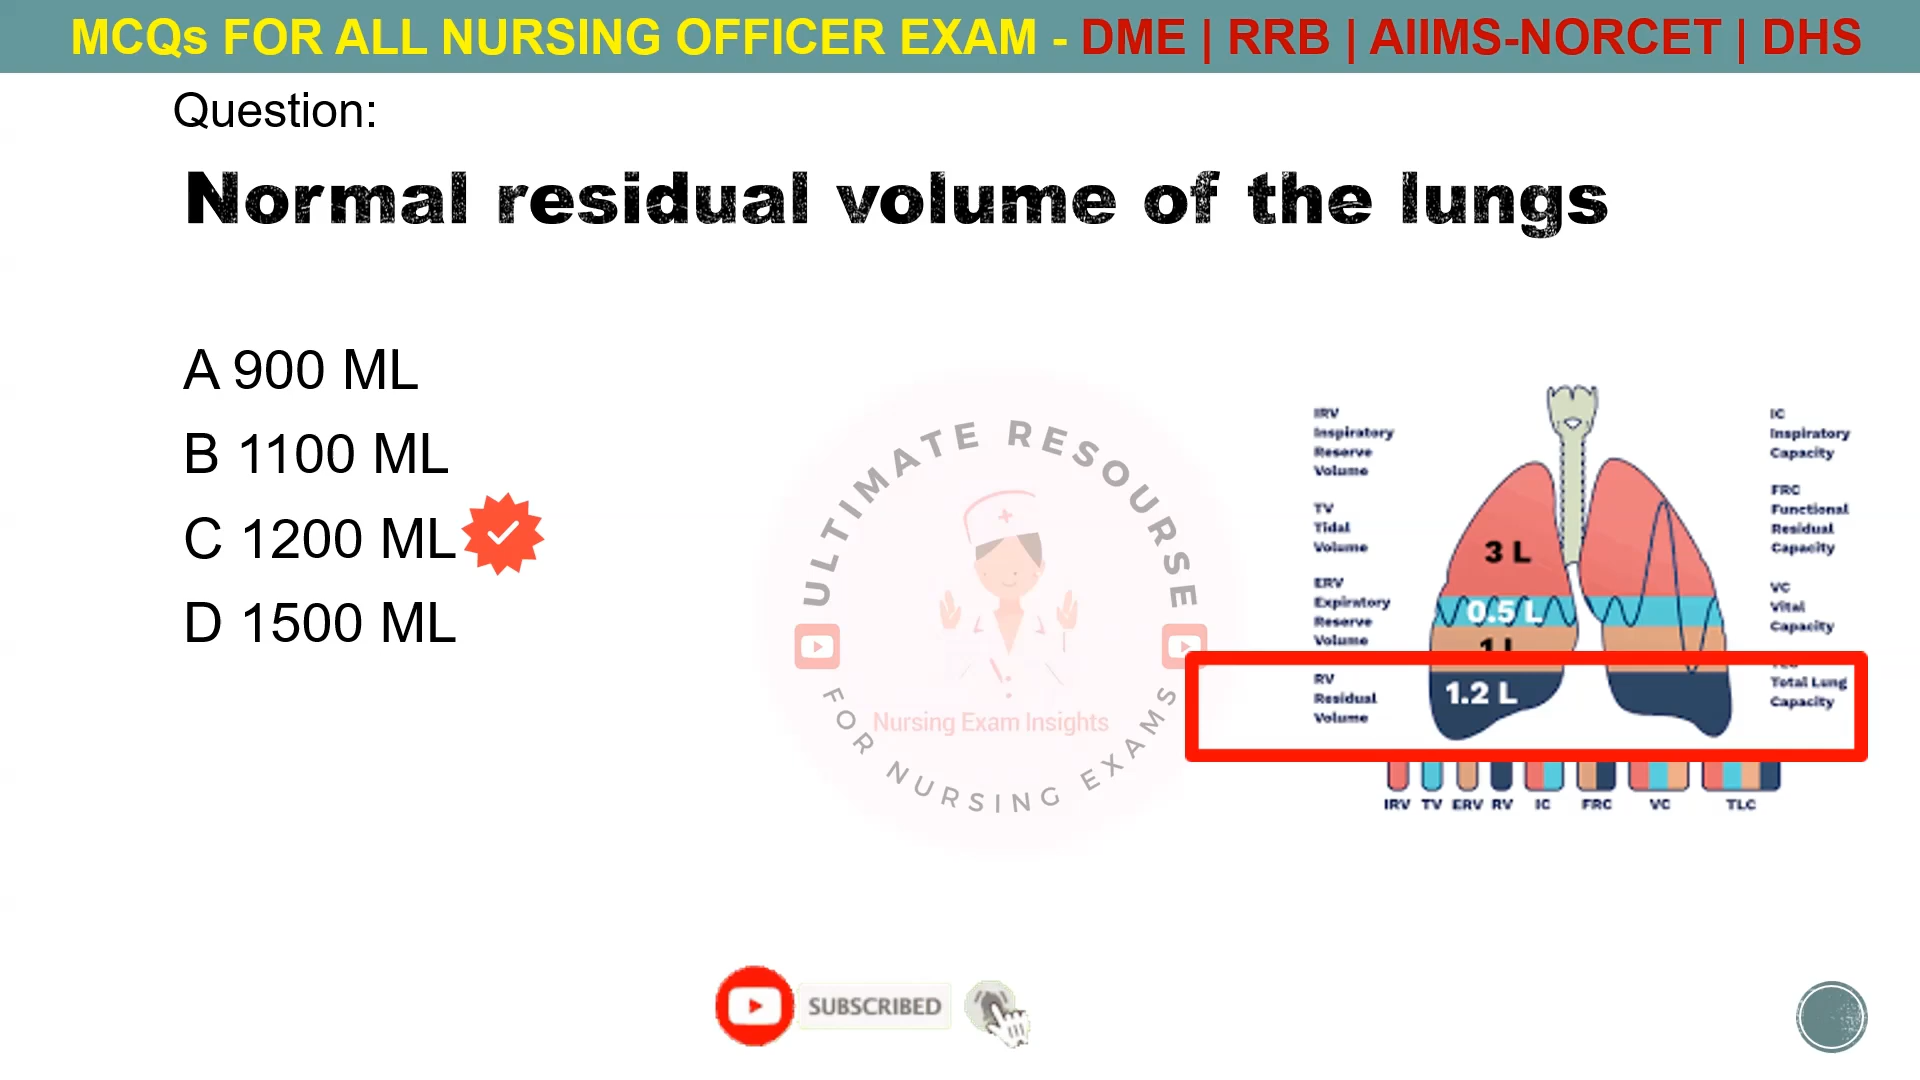 MCQs FOR ALL NURSING OFFICER EXAM - DME | RRB | AIIMS-NORCET | DHS
Question:
Normal residual volume of the lungs
A 900 ML
B 1100 ML
C 1200 ML
D 1500 ML
ULTIMATE RESOURSE
Nursing Exam Insights
FOR NURSING EXAMS
IRV
Inspiratory
Reserve
Volume
TV
Tidal
Volume
ERV
Expiratory
Reserve
Volume
RV
Residual
Volume
3 L
0.5 L
1 L
1.2 L
IC
Inspiratory
Capacity
FRC
Functional
Residual
Capacity
VC
Vital
Capacity
TLC
Total Lung
Capacity
IRV TV ERV RV IC FRC VC TLC
SUBSCRIBED